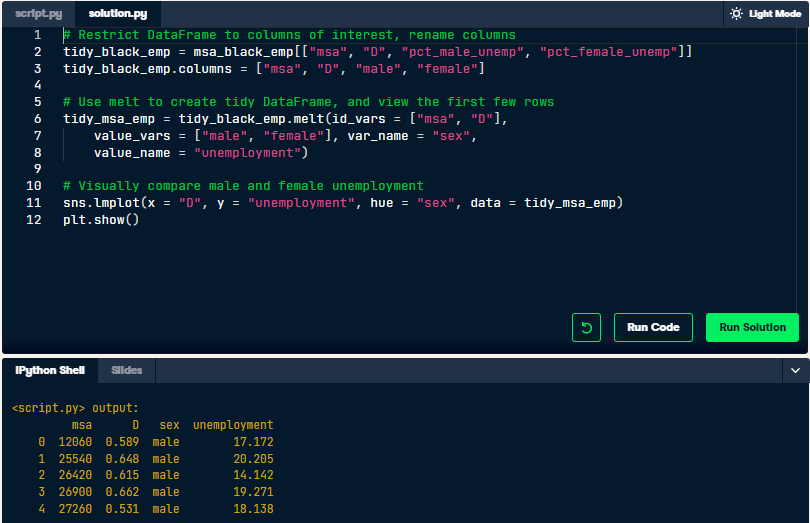 script.py solution.py Light Mode
1 # Restrict DataFrame to columns of interest, rename columns
2 tidy_black_emp = msa_black_emp[["msa", "D", "pct_male_unemp", "pct_female_unemp"]]
3 tidy_black_emp.columns = ["msa", "D", "male", "female"]
4
5 # Use melt to create tidy DataFrame, and view the first few rows
6 tidy_msa_emp = tidy_black_emp.melt(id_vars = ["msa", "D"],
7     value_vars = ["male", "female"], var_name = "sex",
8     value_name = "unemployment")
9
10 # Visually compare male and female unemployment
11 sns.lmplot(x = "D", y = "unemployment", hue = "sex", data = tidy_msa_emp)
12 plt.show()
Run Code Run Solution
IPython Shell Slides
<script.py> output:
msa D sex unemployment
0 12060 0.589 male 17.172
1 25540 0.648 male 20.205
2 26420 0.615 male 14.142
3 26900 0.662 male 19.271
4 27260 0.531 male 18.138